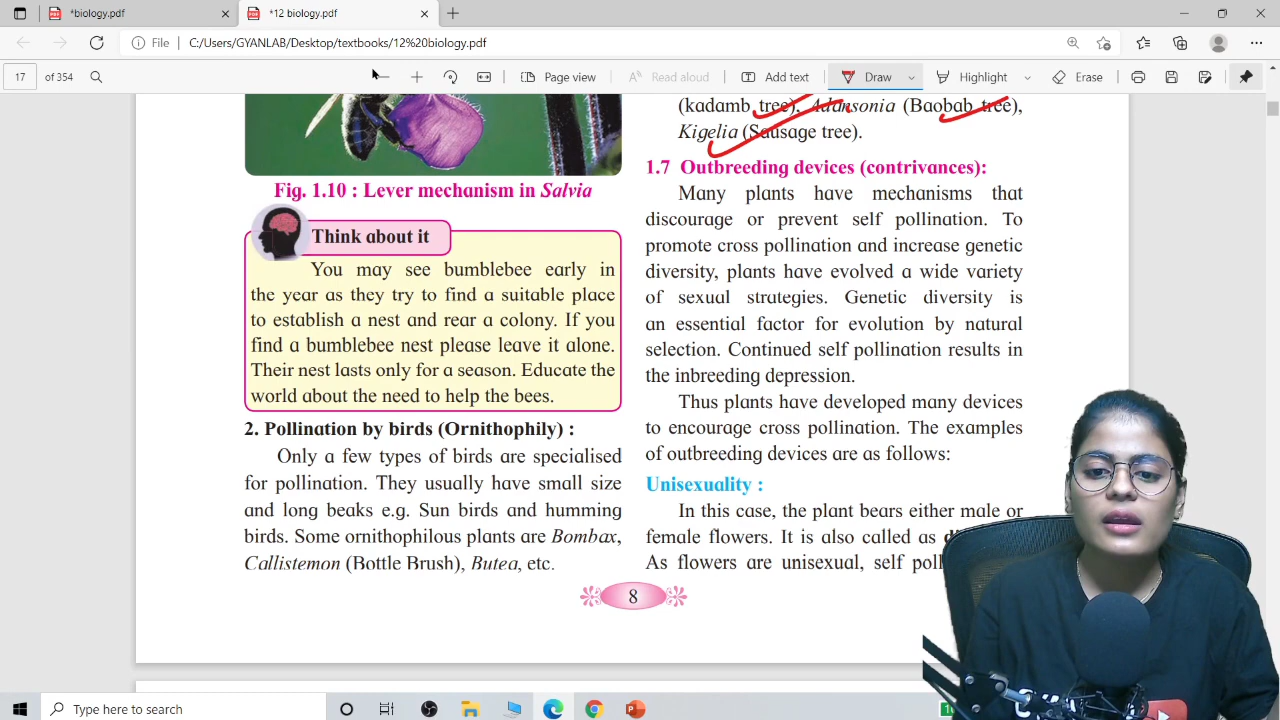 *biology.pdf
*12 biology.pdf
File C:/Users/GYANLAB/Desktop/textbooks/12%20biology.pdf
17 of 354
Page view
Read aloud
Add text
Draw
Highlight
Erase
Fig. 1.10 : Lever mechanism in Salvia
Think about it
You may see bumblebee early in
the year as they try to find a suitable place
to establish a nest and rear a colony. If you
find a bumblebee nest please leave it alone.
Their nest lasts only for a season. Educate the
world about the need to help the bees.
2. Pollination by birds (Ornithophily) :
Only a few types of birds are specialised
for pollination. They usually have small size
and long beaks e.g. Sun birds and humming
birds. Some ornithophilous plants are Bombax,
Callistemon (Bottle Brush), Butea, etc.
(kadamb tree), Adansonia (Baobab tree),
Kigelia (Sausage tree).
1.7 Outbreeding devices (contrivances):
Many plants have mechanisms that
discourage or prevent self pollination. To
promote cross pollination and increase genetic
diversity, plants have evolved a wide variety
of sexual strategies. Genetic diversity is
an essential factor for evolution by natural
selection. Continued self pollination results in
the inbreeding depression.
Thus plants have developed many devices
to encourage cross pollination. The examples
of outbreeding devices are as follows:
Unisexuality :
In this case, the plant bears either male or
female flowers. It is also called as
As flowers are unisexual, self
8
Type here to search